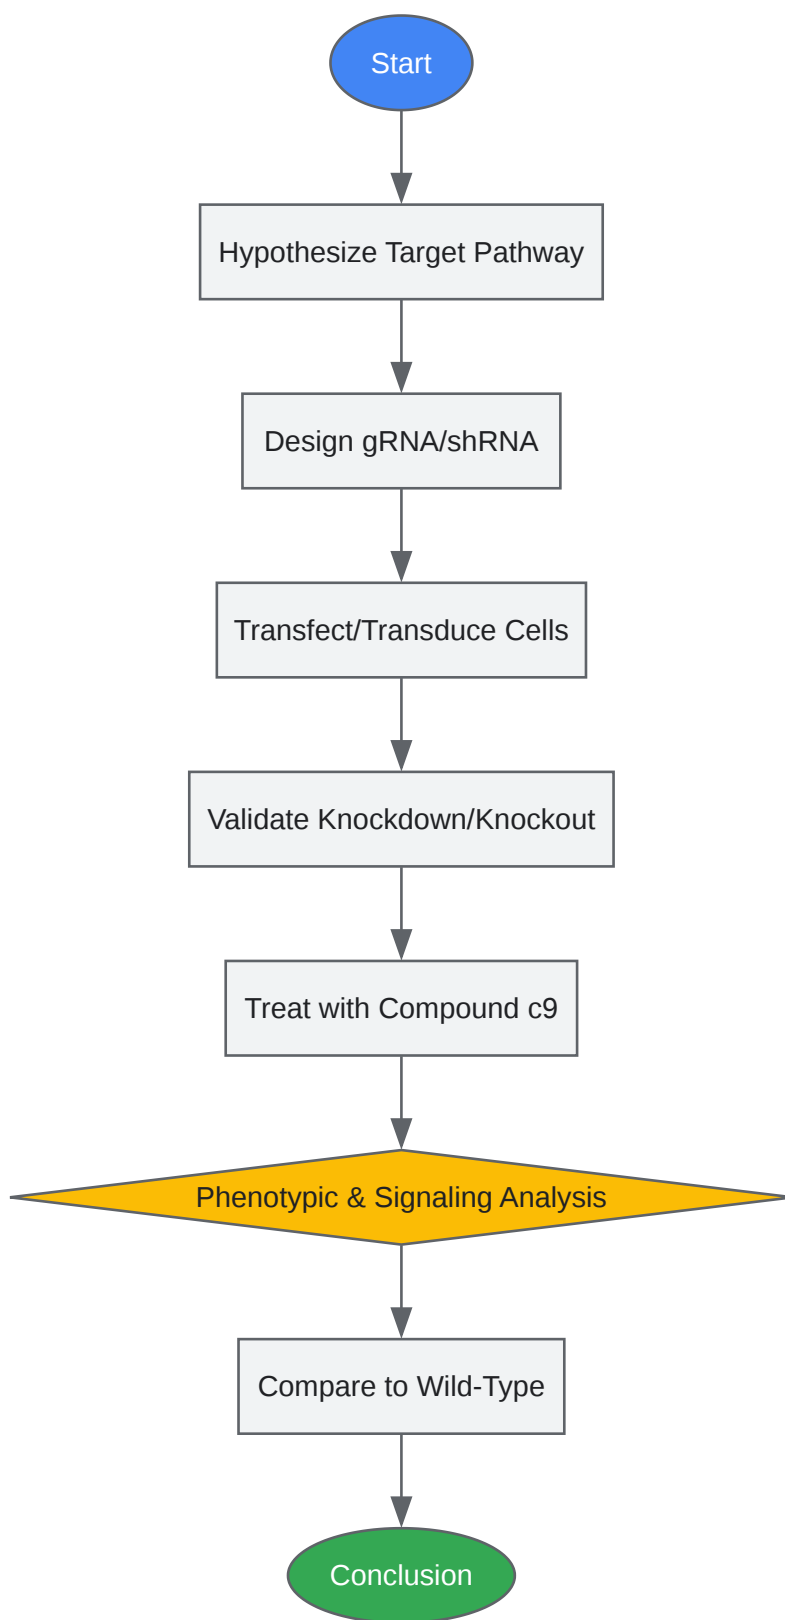 Start
Hypothesize Target Pathway
Design gRNA/shRNA
Transfect/Transduce Cells
Validate Knockdown/Knockout
Treat with Compound c9
Phenotypic & Signaling Analysis
Compare to Wild-Type
Conclusion